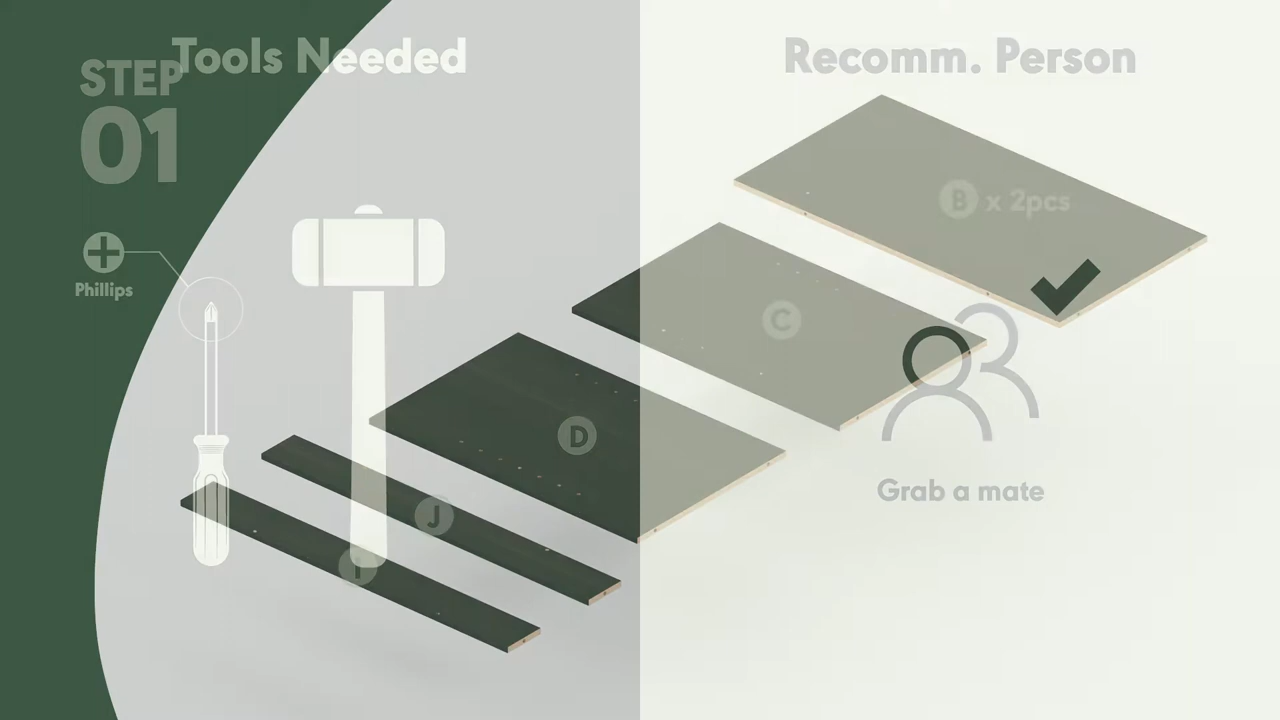 Tools Needed
Recomm. Person
STEP
01
B x 2pcs
Phillips
C
D
Grab a mate
J
I